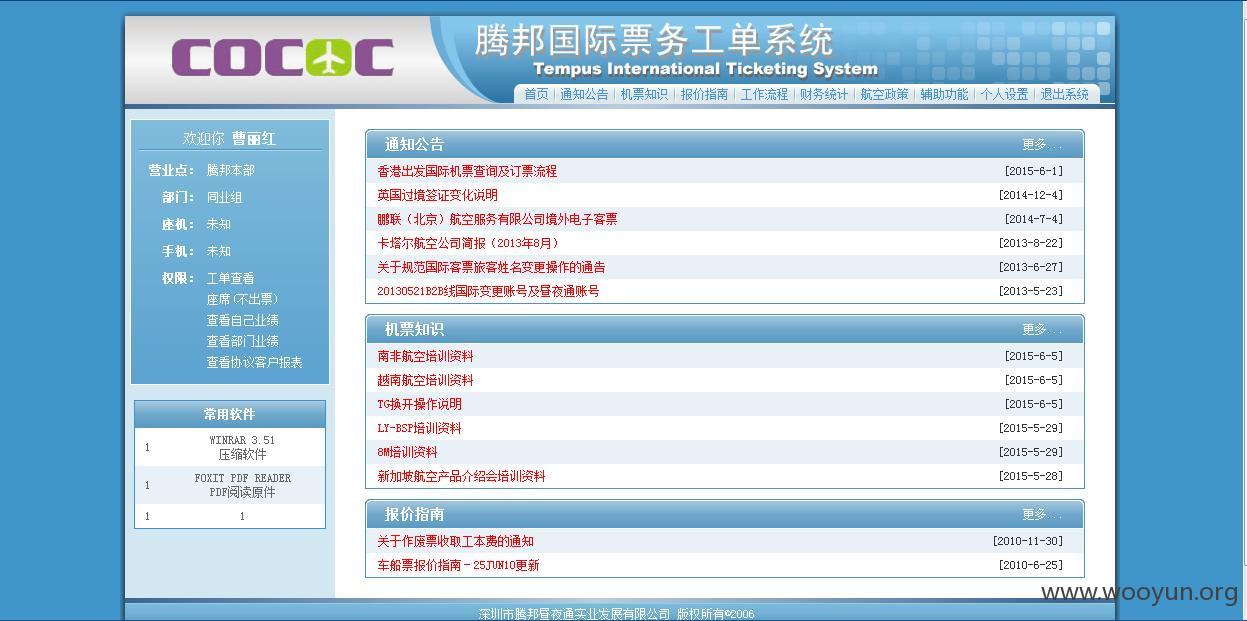 COCOC
腾邦国际票务工单系统
Tempus International Ticketing System
首页 通知公告 机票知识 报价指南 工作流程 财务统计 航空政策 辅助功能 个人设置 退出系统
欢迎你 曹丽红
营业点： 腾邦本部
部门： 同业组
座机： 未知
手机： 未知
权限： 工单查看
座席(不出票)
查看自己业绩
查看部门业绩
查看协议客户报表
常用软件
1 WINRAR 3.51
压缩软件
1 FOXIT PDF READER
PDF阅读原件
1 1
通知公告 更多...
香港出发国际机票查询及订票流程 [2015-6-1]
英国过境签证变化说明 [2014-12-4]
鹏联（北京）航空服务有限公司境外电子客票 [2014-7-4]
卡塔尔航空公司简报（2013年8月） [2013-8-22]
关于规范国际客票旅客姓名变更操作的通告 [2013-6-27]
20130521B2B线国际变更账号及昼夜通账号 [2013-5-23]
机票知识 更多...
南非航空培训资料 [2015-6-5]
越南航空培训资料 [2015-6-5]
TG换开操作说明 [2015-6-5]
LY-BSP培训资料 [2015-5-29]
8M培训资料 [2015-5-29]
新加坡航空产品介绍会培训资料 [2015-5-28]
报价指南 更多...
关于作废票收取工本费的通知 [2010-11-30]
车船票报价指南－25JUN10更新 [2010-6-25]
www.wooyun.org
深圳市腾邦昼夜通实业发展有限公司 版权所有©2006